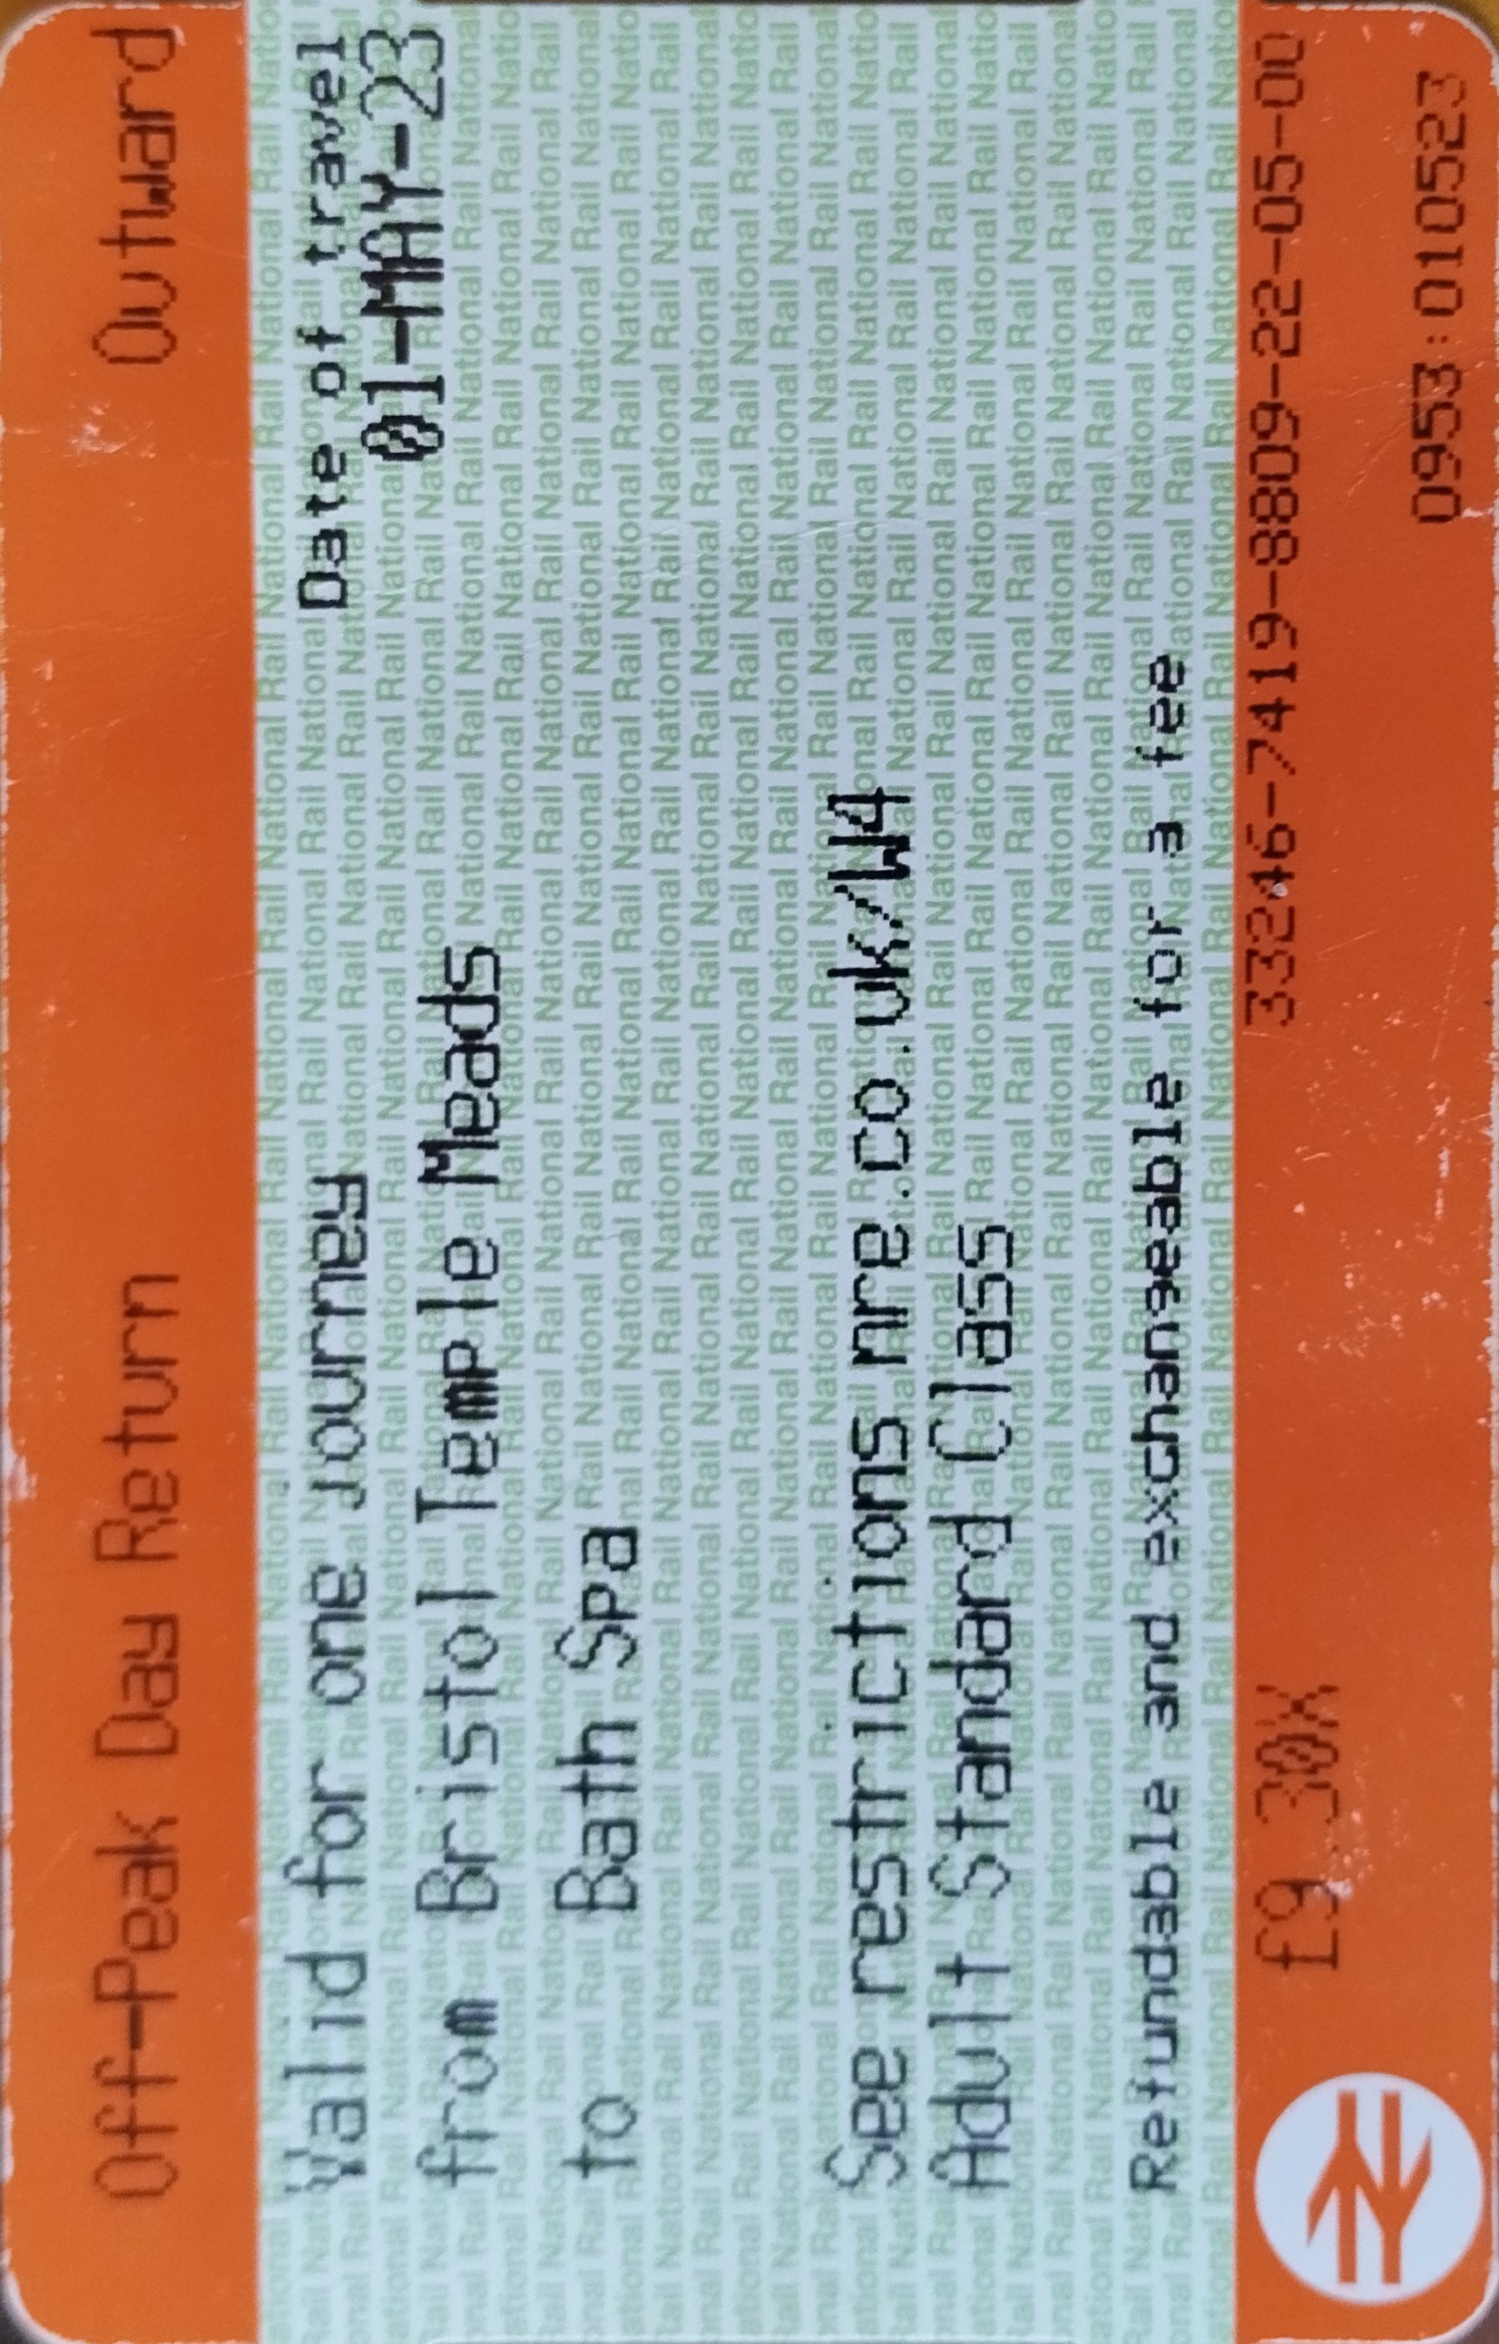 Off-Peak Day Return Outward
Valid for one journey Date of travel
01-MAY-23
from Bristol Temple Meads
to Bath Spa
See restrictions nre.co.uk/W4
Adult Standard Class
Refundable and exchangeable for a fee
£9.30X 33246-7419-8809-22-05-00
0953:010523